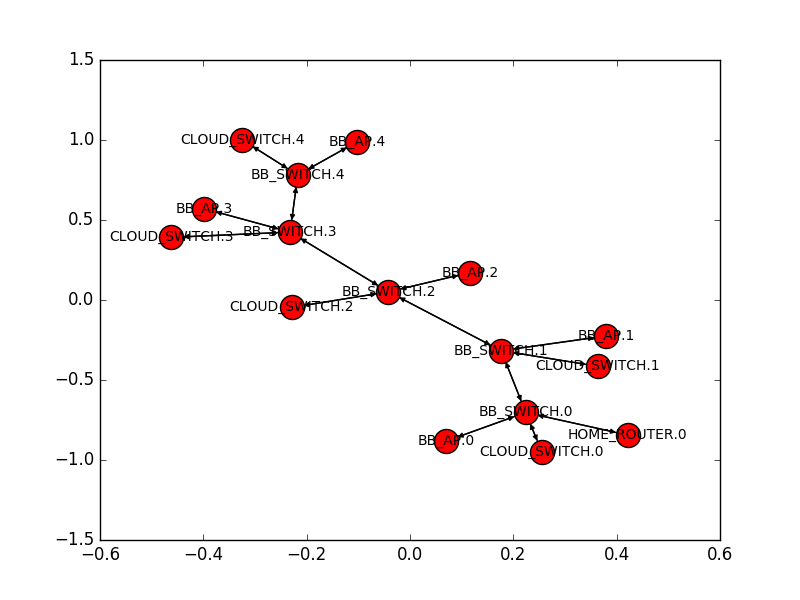 1.5
1.0
0.5
0.0
−0.5
−1.0
−1.5
−0.6
−0.4
−0.2
0.0
0.2
0.4
0.6
CLOUD_SWITCH.4
BB_AP.4
BB_SWITCH.4
BB_AP.3
BB_SWITCH.3
CLOUD_SWITCH.3
BB_AP.2
BB_SWITCH.2
CLOUD_SWITCH.2
BB_AP.1
BB_SWITCH.1
CLOUD_SWITCH.1
BB_SWITCH.0
HOME_ROUTER.0
BB_AP.0
CLOUD_SWITCH.0